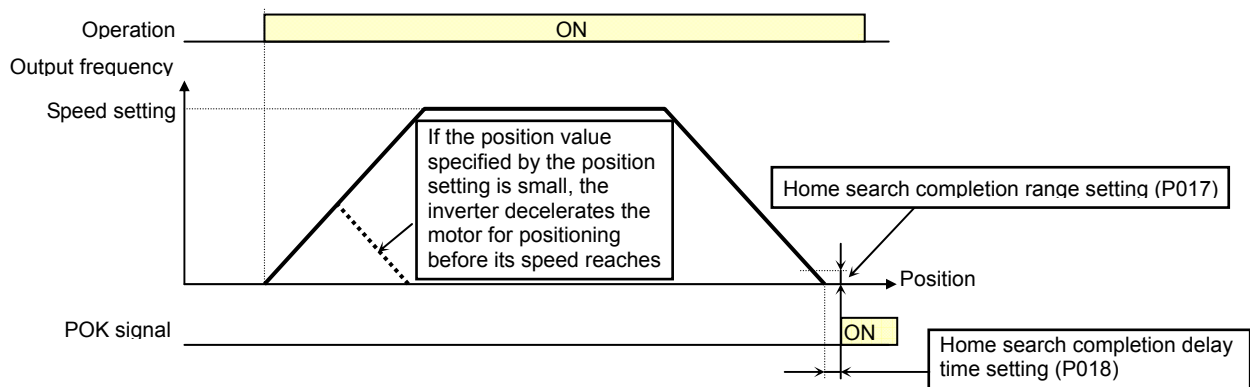 Operation
ON
Output frequency
Speed setting
If the position value
specified by the position
setting is small, the
inverter decelerates the
motor for positioning
before its speed reaches
Home search completion range setting (P017)
Position
POK signal
ON
Home search completion delay
time setting (P018)